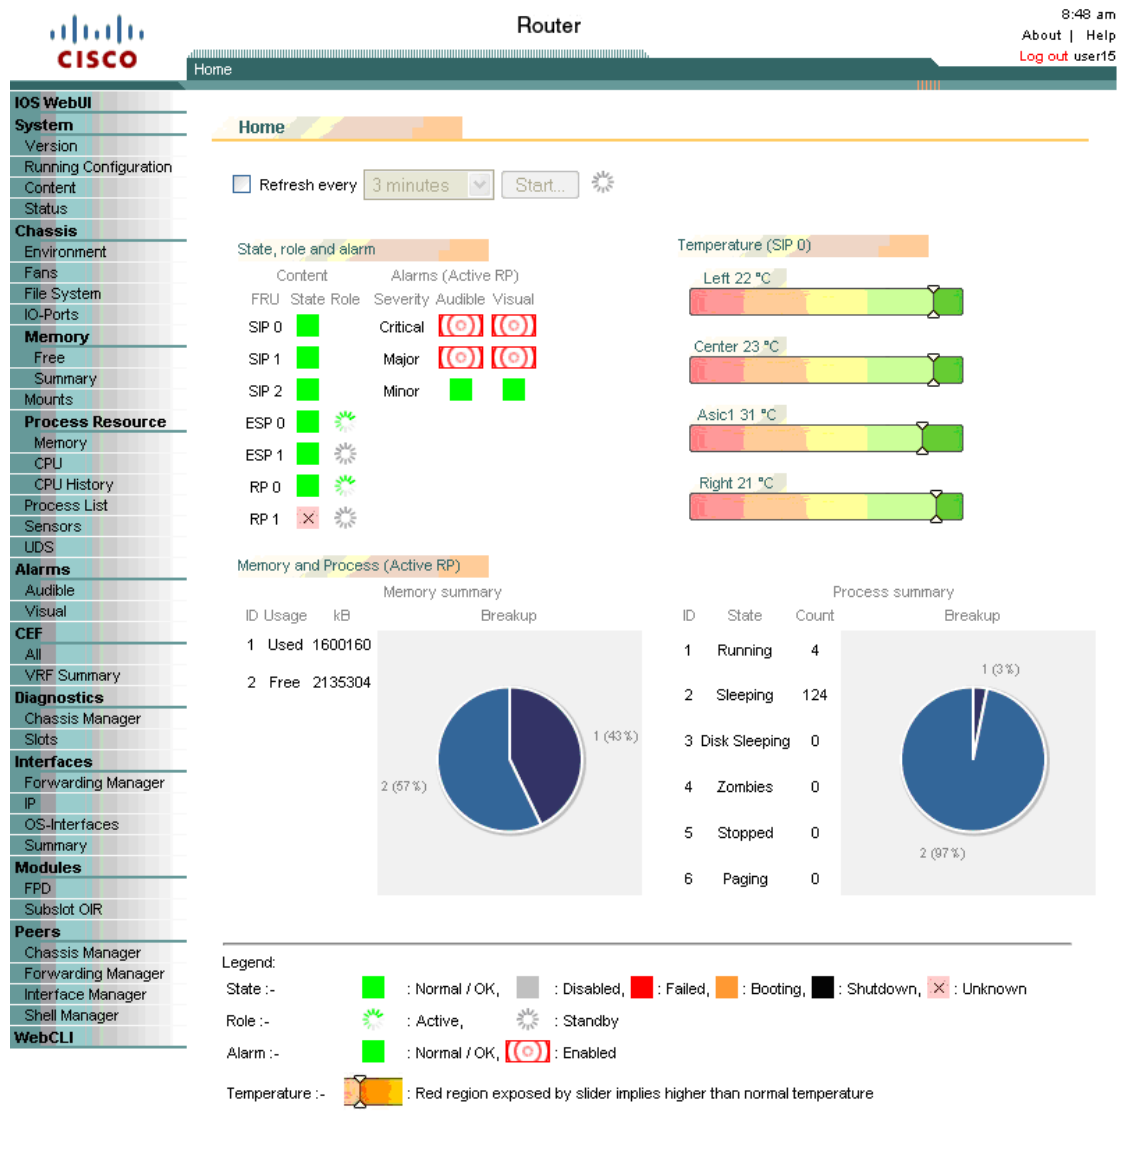 Router
8:48 am
About | Help
Log out user15
CISCO
Home
IOS WebUI
System
Version
Running Configuration
Content
Status
Chassis
Environment
Fans
File System
IO-Ports
Memory
Free
Summary
Mounts
Process Resource
Memory
CPU
CPU History
Process List
Sensors
UDS
Alarms
Audible
Visual
CEF
All
VRF Summary
Diagnostics
Chassis Manager
Slots
Interfaces
Forwarding Manager
IP
OS-Interfaces
Summary
Modules
FPD
Subslot OIR
Peers
Chassis Manager
Forwarding Manager
Interface Manager
Shell Manager
WebCLI
Home
Refresh every 3 minutes Start...
State, role and alarm
Content Alarms (Active RP)
FRU State Role Severity Audible Visual
SIP 0 Critical
SIP 1 Major
SIP 2 Minor
ESP 0
ESP 1
RP 0
RP 1
Temperature (SIP 0)
Left 22 °C
Center 23 °C
Asic1 31 °C
Right 21 °C
Memory and Process (Active RP)
Memory summary
ID Usage kB Breakup
1 Used 1600160
2 Free 2135304
1 (43%)
2 (57%)
Process summary
ID State Count Breakup
1 Running 4
2 Sleeping 124
3 Disk Sleeping 0
4 Zombies 0
5 Stopped 0
6 Paging 0
1 (3%)
2 (97%)
Legend:
State :- : Normal / OK, : Disabled, : Failed, : Booting, : Shutdown, : Unknown
Role :- : Active, : Standby
Alarm :- : Normal / OK, : Enabled
Temperature :- : Red region exposed by slider implies higher than normal temperature